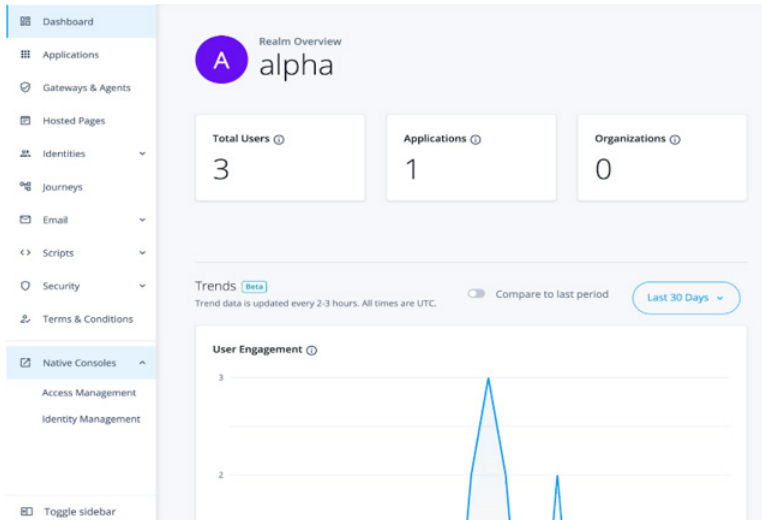 Dashboard
Applications
Gateways & Agents
Hosted Pages
Identities
Journeys
Email
Scripts
Security
Terms & Conditions
Native Consoles
Access Management
Identity Management
Toggle sidebar
A
Realm Overview
alpha
Total Users
3
Applications
1
Organizations
0
Trends Beta
Trend data is updated every 2-3 hours. All times are UTC.
Compare to last period
Last 30 Days
User Engagement
3
2